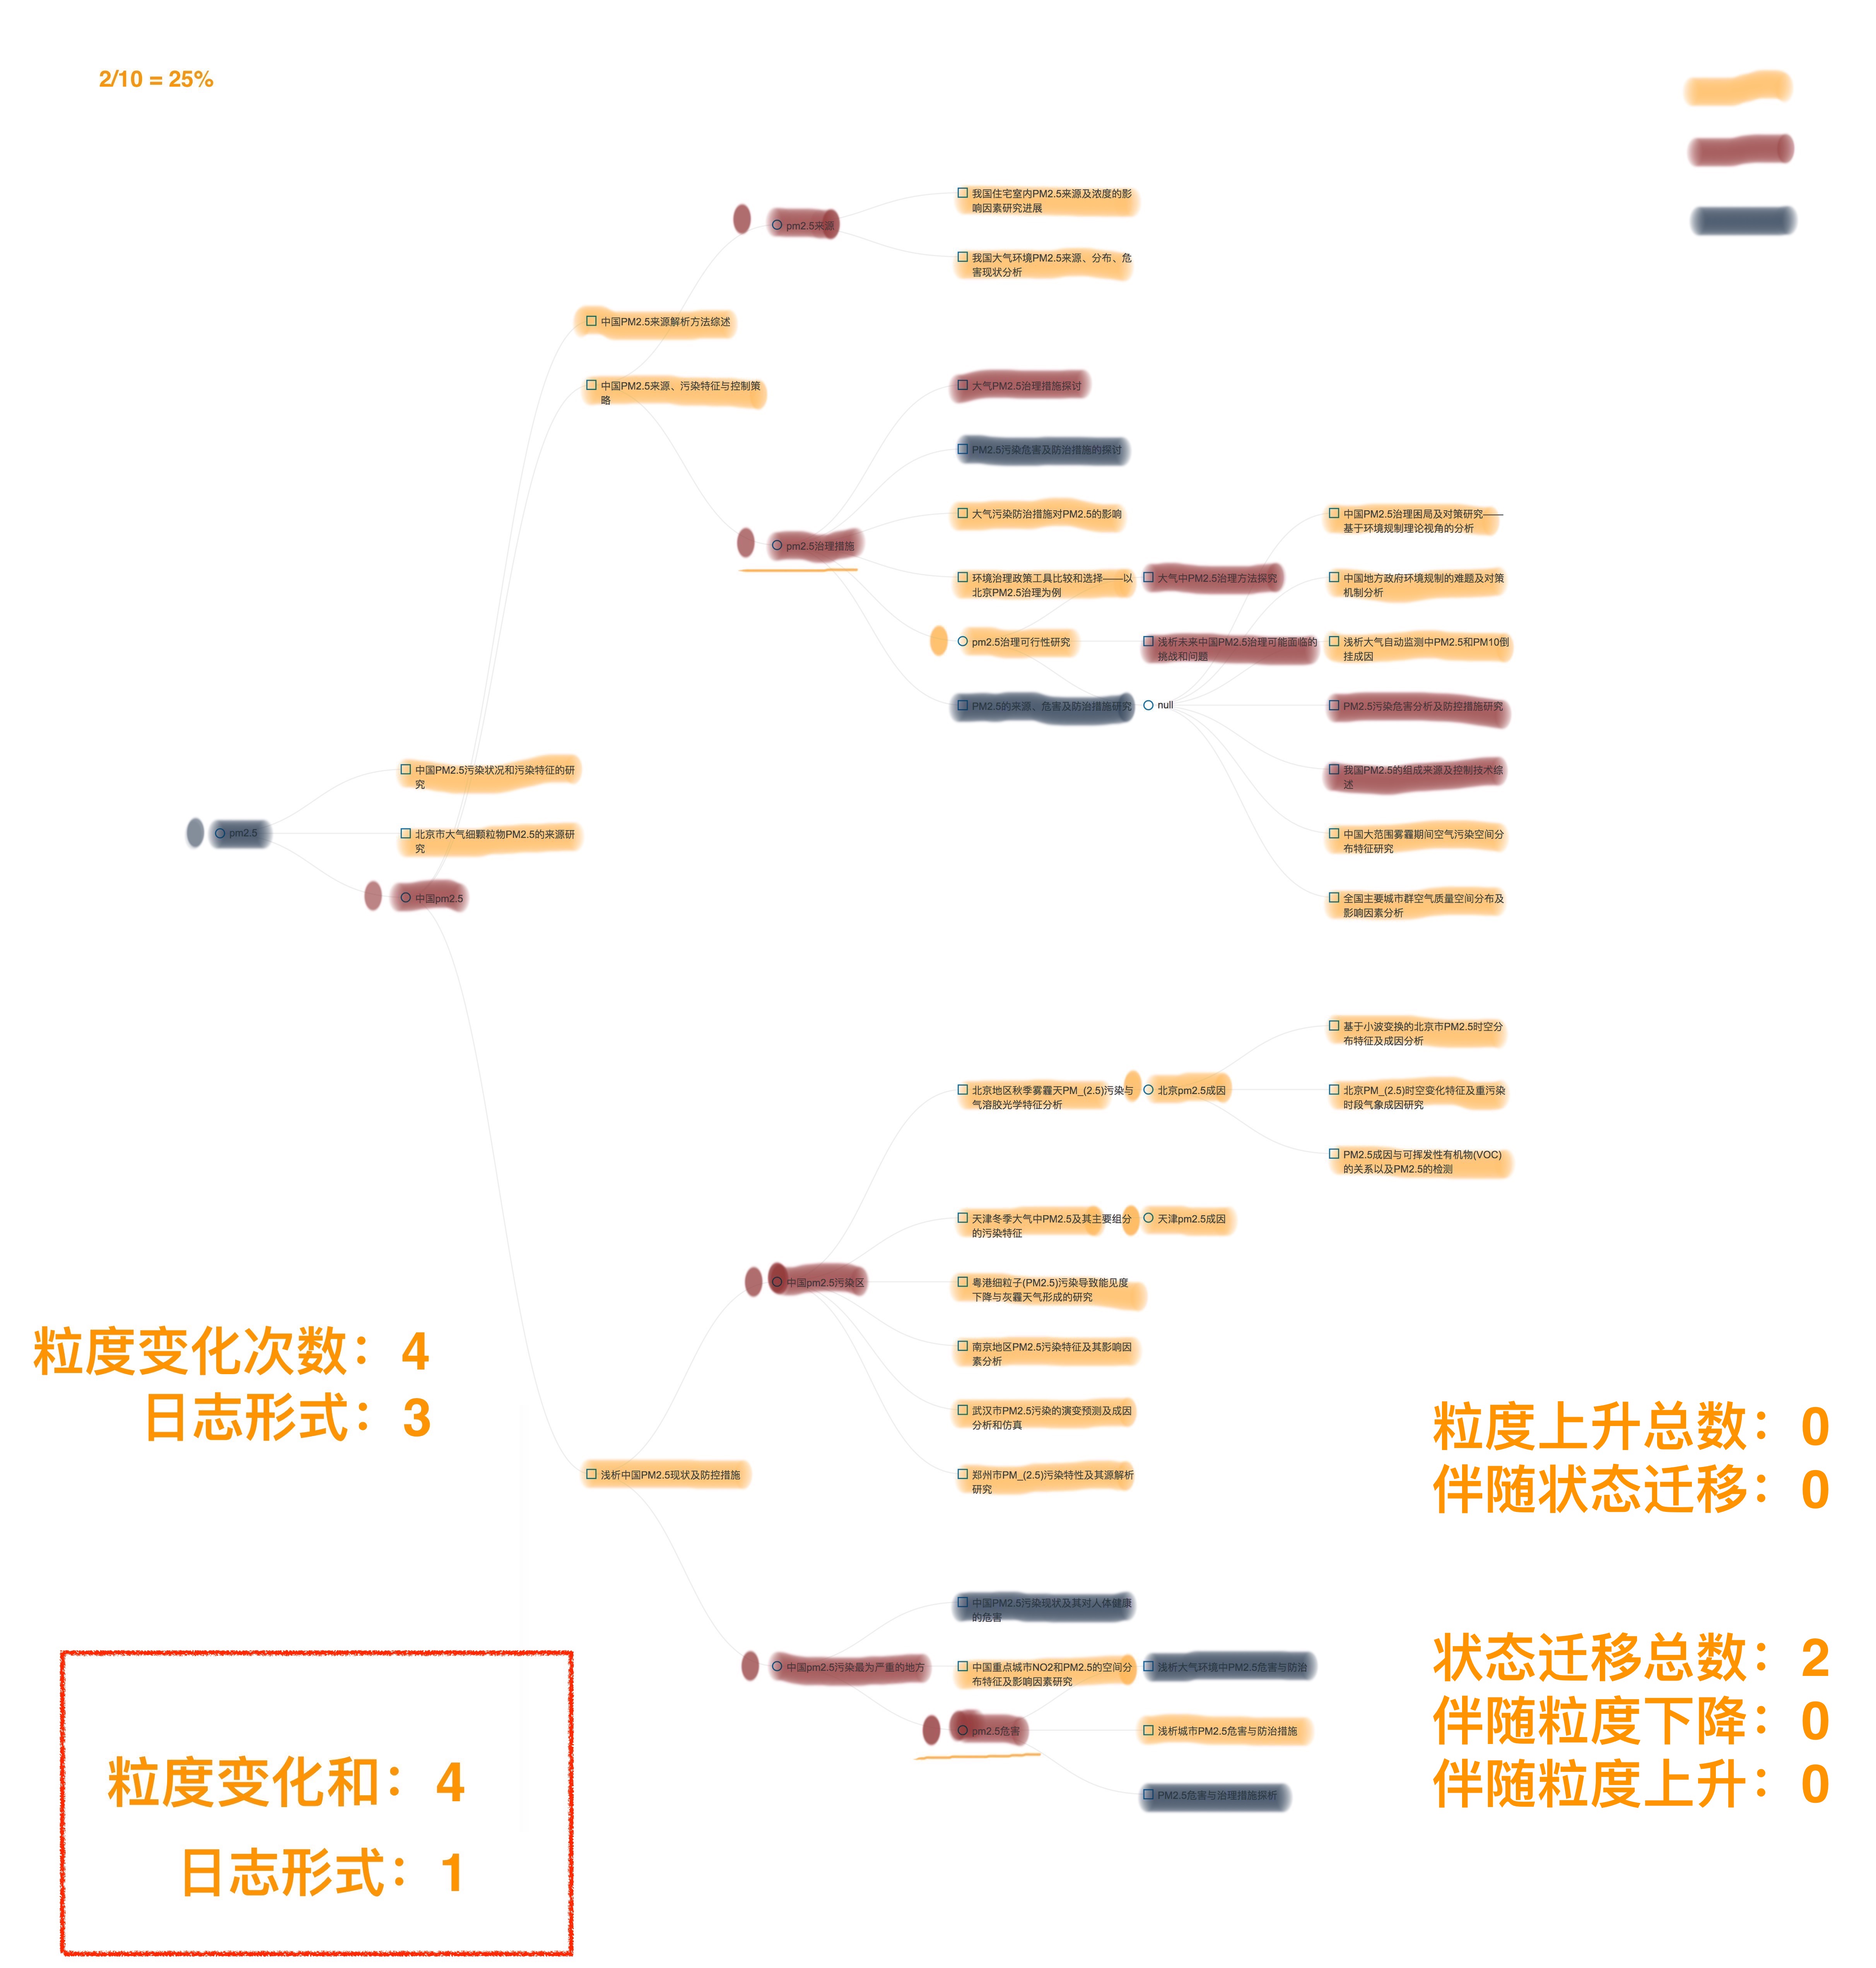 2/10 = 25%
我国住宅室内PM2.5来源及浓度的影
响因素研究进展
pm2.5来源
我国大气环境PM2.5来源、分布、危
害现状分析
中国PM2.5来源解析方法综述
中国PM2.5来源、污染特征与控制策
略
大气PM2.5治理措施探讨
PM2.5污染危害及防治措施的探讨
大气污染防治措施对PM2.5的影响
pm2.5治理措施
环境治理政策工具比较和选择——以
北京PM2.5治理为例
pm2.5治理可行性研究
PM2.5的来源、危害及防治措施研究
大气中PM2.5治理方法探究
浅析未来中国PM2.5治理可能面临的
挑战和问题
null
中国PM2.5治理困局及对策研究——
基于环境规制理论视角的分析
中国地方政府环境规制的难题及对策
机制分析
浅析大气自动监测中PM2.5和PM10倒
挂成因
PM2.5污染危害分析及防控措施研究
我国PM2.5的组成来源及控制技术综
述
中国大范围雾霾期间空气污染空间分
布特征研究
全国主要城市群空气质量空间分布及
影响因素分析
中国PM2.5污染状况和污染特征的研
究
pm2.5
北京市大气细颗粒物PM2.5的来源研
究
中国pm2.5
基于小波变换的北京市PM2.5时空分
布特征及成因分析
北京地区秋季雾霾天PM_(2.5)污染与
气溶胶光学特征分析
北京pm2.5成因
北京PM_(2.5)时空变化特征及重污染
时段气象成因研究
PM2.5成因与可挥发性有机物(VOC)
的关系以及PM2.5的检测
天津冬季大气中PM2.5及其主要组分
的污染特征
天津pm2.5成因
中国pm2.5污染区
粤港细粒子(PM2.5)污染导致能见度
下降与灰霾天气形成的研究
南京地区PM2.5污染特征及其影响因
素分析
武汉市PM2.5污染的演变预测及成因
分析和仿真
郑州市PM_(2.5)污染特性及其源解析
研究
浅析中国PM2.5现状及防控措施
中国PM2.5污染现状及其对人体健康
的危害
中国pm2.5污染最为严重的地方
中国重点城市NO2和PM2.5的空间分
布特征及影响因素研究
浅析大气环境中PM2.5危害与防治
pm2.5危害
浅析城市PM2.5危害与防治措施
PM2.5危害与治理措施探析
粒度变化次数：4
日志形式：3
粒度变化和：4
日志形式：1
粒度上升总数：0
伴随状态迁移：0
状态迁移总数：2
伴随粒度下降：0
伴随粒度上升：0